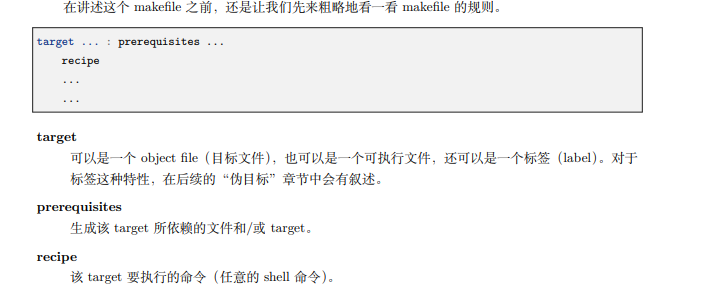 在讲述这个 makefile 之前，还是让我们先来粗略地看一看 makefile 的规则。
target ... : prerequisites ...
recipe
...
...
target
可以是一个 object file（目标文件），也可以是一个可执行文件，还可以是一个标签（label）。对于
标签这种特性，在后续的“伪目标”章节中会有叙述。
prerequisites
生成该 target 所依赖的文件和/或 target。
recipe
该 target 要执行的命令（任意的 shell 命令）。